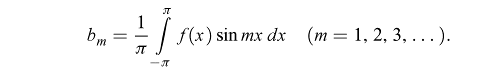 b_m = \frac{1}{\pi} \int_{-\pi}^{\pi} f(x) \sin mx \, dx \quad (m = 1, 2, 3, \ldots).